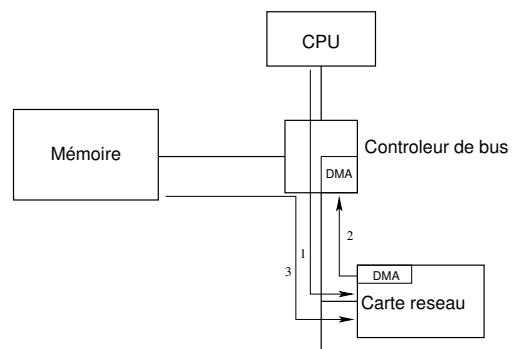 CPU
Mémoire
Controleur de bus
DMA
2
1
3
DMA
Carte reseau